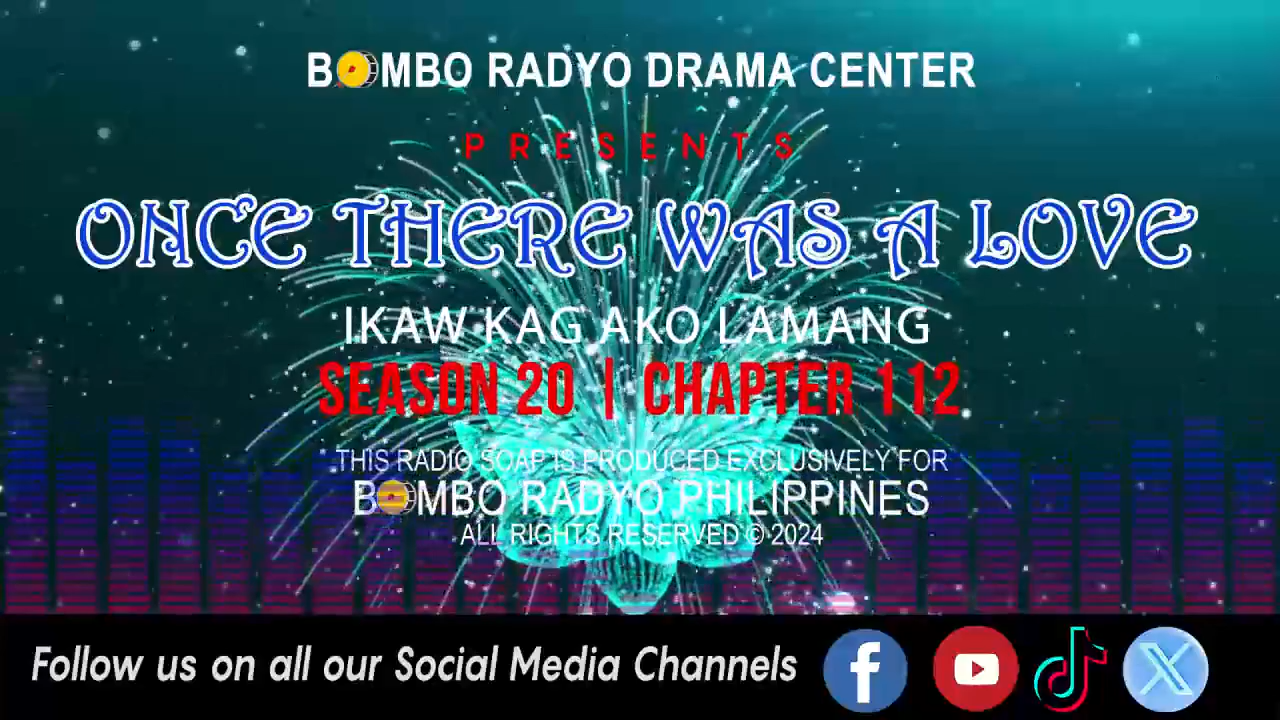 BOMBO RADYO DRAMA CENTER
PRESENTS
ONCE THERE WAS A LOVE
IKAW KAG AKO LAMANG
SEASON 20 | CHAPTER 112
THIS RADIO SOAP IS PRODUCED EXCLUSIVELY FOR
BOMBO RADYO PHILIPPINES
ALL RIGHTS RESERVED © 2024
Follow us on all our Social Media Channels